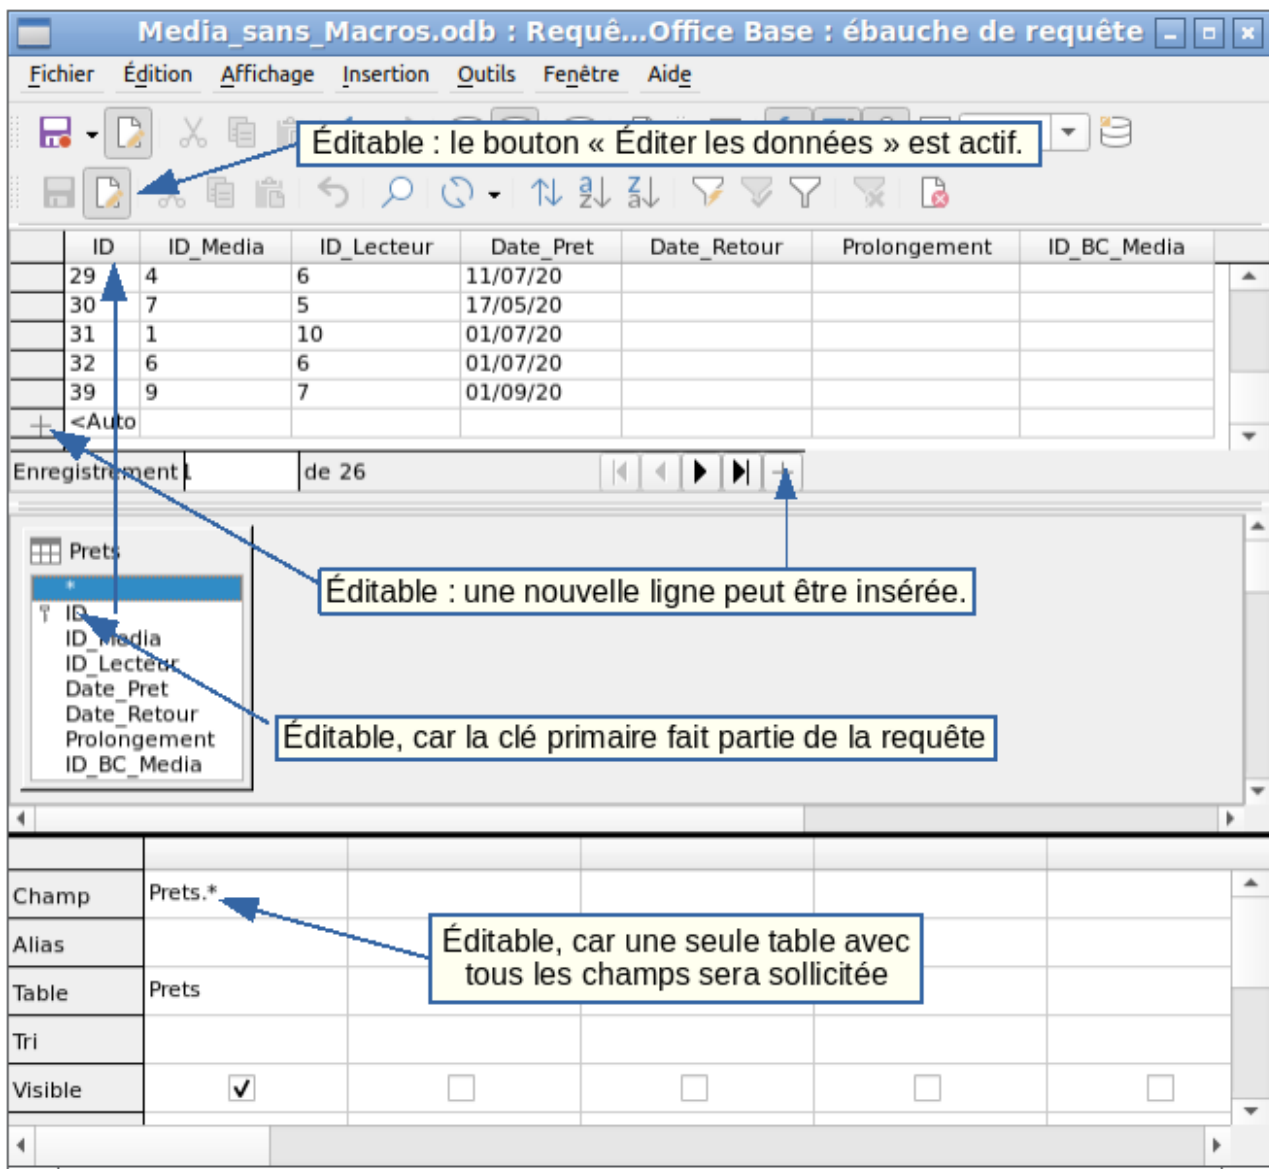 Media_sans_Macros.odb : Requê...Office Base : ébauche de requête
Fichier Édition Affichage Insertion Outils Fenêtre Aide
Éditable : le bouton « Éditer les données » est actif.
ID ID_Media ID_Lecteur Date_Pret Date_Retour Prolongement ID_BC_Media
29 4 6 11/07/20
30 7 5 17/05/20
31 1 10 01/07/20
32 6 6 01/07/20
39 9 7 01/09/20
<Auto
Enregistrement 1 de 26
Prets
*
Éditable : une nouvelle ligne peut être insérée.
ID
ID_Media
ID_Lecteur
Date_Pret
Date_Retour
Éditable, car la clé primaire fait partie de la requête
Prolongement
ID_BC_Media
Champ Prets.*
Éditable, car une seule table avec
tous les champs sera sollicitée
Alias
Table Prets
Tri
Visible